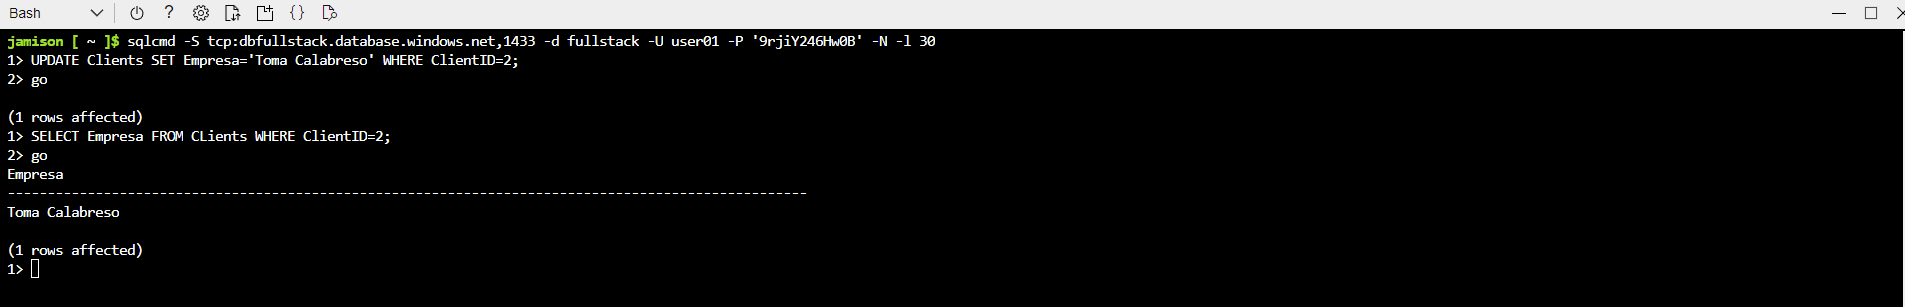 Bash
jamison [ ~ ]$ sqlcmd -S tcp:dbfullstack.database.windows.net,1433 -d fullstack -U user01 -P '9rjiY246Hw0B' -N -l 30
1> UPDATE Clients SET Empresa='Toma Calabreso' WHERE ClientID=2;
2> go
(1 rows affected)
1> SELECT Empresa FROM CLients WHERE ClientID=2;
2> go
Empresa
----------------------------------------------------------------------------------------------------
Toma Calabreso
(1 rows affected)
1>